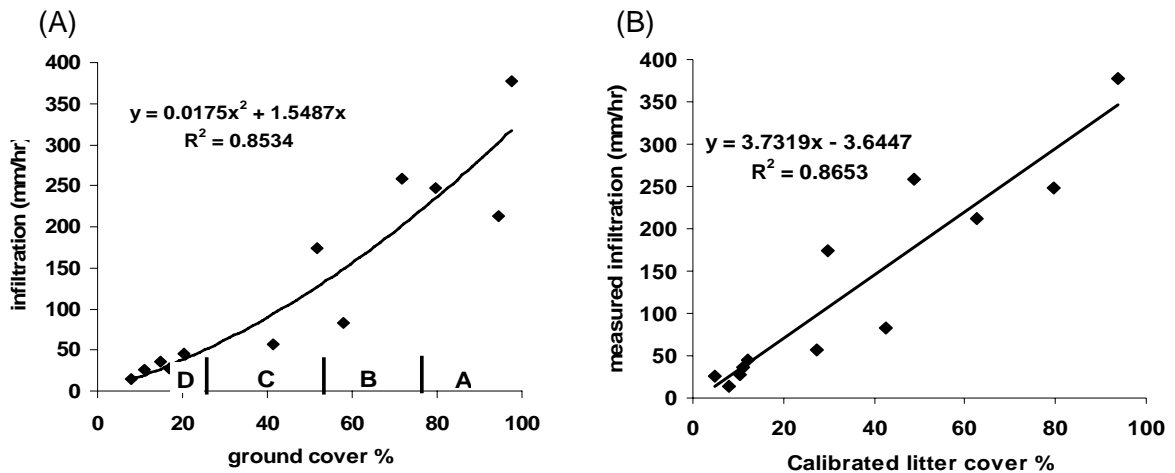 (A)
400
350
300
250
200
150
100
50
0
infiltration (mm/hr)
y = 0.0175x² + 1.5487x
R² = 0.8534
D C B A
0 20 40 60 80 100
ground cover %
(B)
400
350
300
250
200
150
100
50
0
measured infiltration (mm/hr)
y = 3.7319x - 3.6447
R² = 0.8653
0 20 40 60 80 100
Calibrated litter cover %